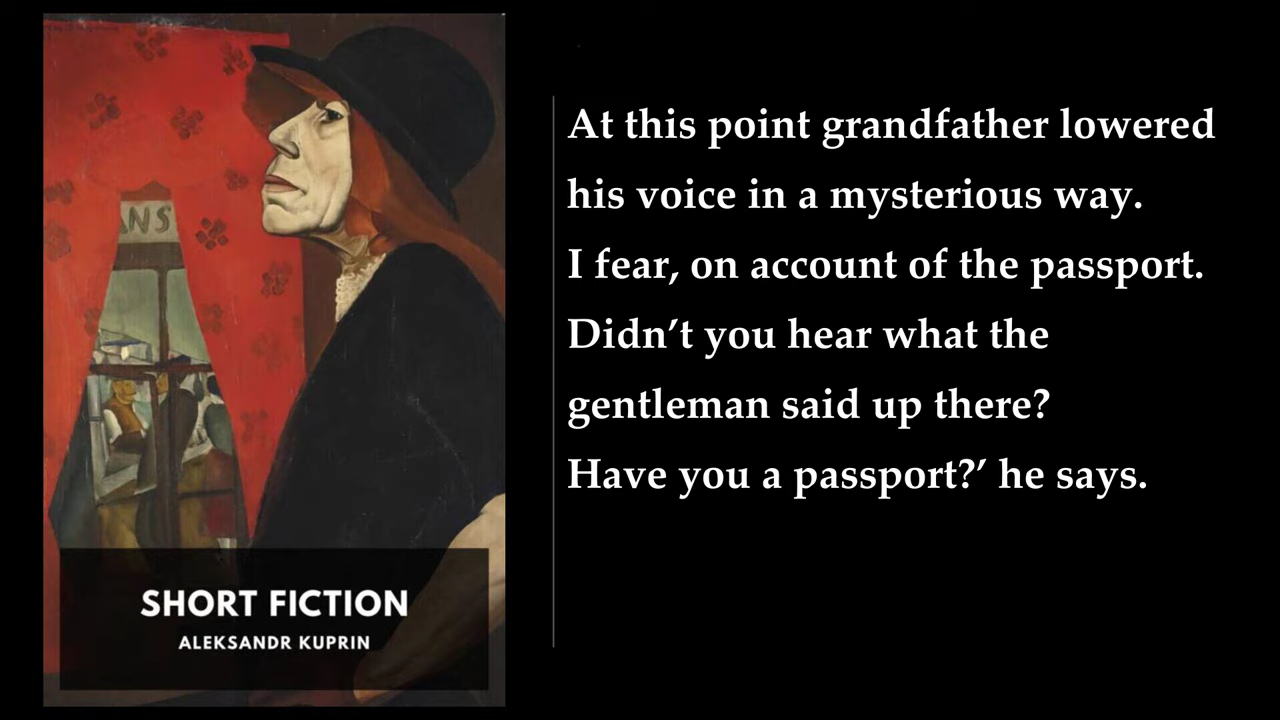 ANS
SHORT FICTION
ALEKSANDR KUPRIN
At this point grandfather lowered
his voice in a mysterious way.
I fear, on account of the passport.
Didn’t you hear what the
gentleman said up there?
Have you a passport?’ he says.